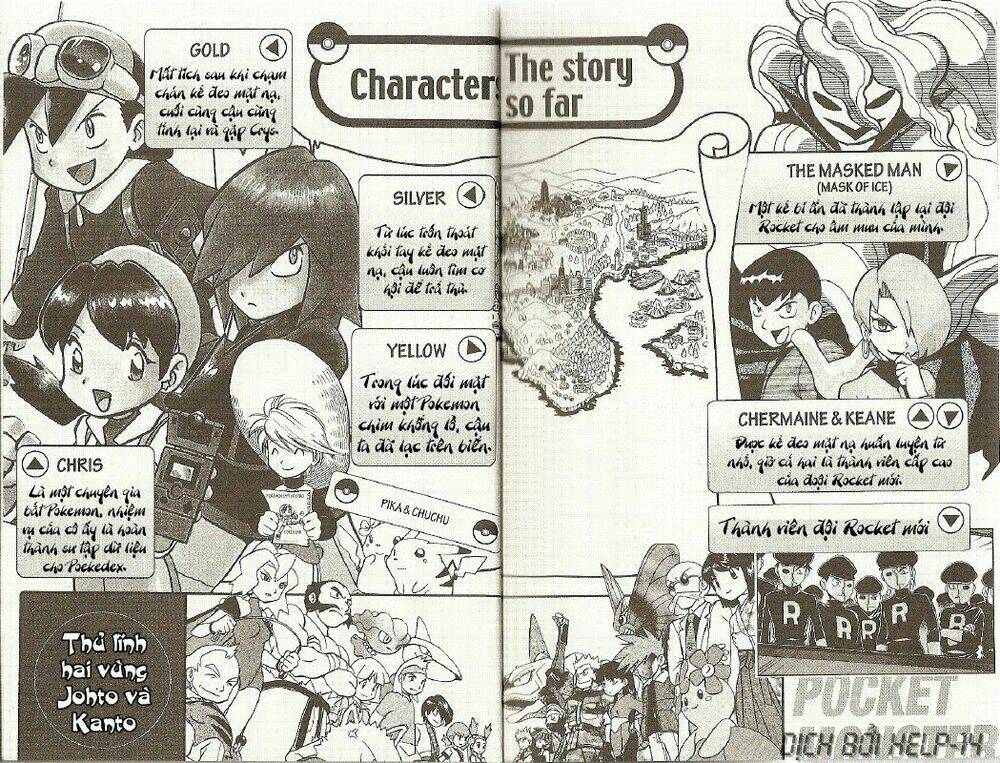 Characters
The story
so far
GOLD
Mất tích sau khi chạm
chán kẻ đeo mặt nạ,
cuối cùng cậu cũng
tỉnh lại và gặp Crys.
SILVER
Từ lúc trốn thoát
khỏi tay kẻ đeo mặt
nạ, cậu luôn tìm cơ
hội để trả thù.
YELLOW
Trong lúc đối mặt
với một Pokemon
chim khổng lồ, cậu
ta đã lạc trên biển.
CHRIS
Là một chuyên gia
bắt Pokemon, nhiệm
vụ của cô ấy là hoàn
thành sưu tập dữ liệu
cho Poekedex.
PIKA & CHUCHU
Thủ lĩnh
hai vùng
Johto và
Kanto
THE MASKED MAN
(MASK OF ICE)
Một kẻ bí ẩn đã thành lập lại đội
Rocket cho âm mưu của mình.
CHERMAINE & KEANE
Được kẻ đeo mặt nạ huấn luyện từ
nhỏ, giờ cả hai là thành viên cấp cao
của đội Rocket mới.
Thành viên đội Rocket mới
R R R R
POCKET
DỊCH BỞI HELP-14